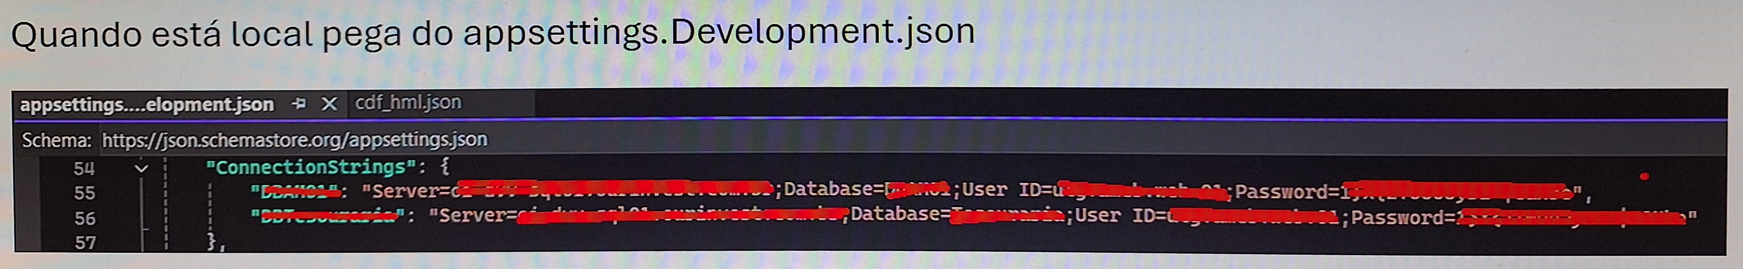 Quando está local pega do appsettings.Development.json
appsettings....elopment.json cdf_hml.json
Schema: https://json.schemastore.org/appsettings.json
54 "ConnectionStrings": {
55 "": "Server=;Database=;User ID=;Password=",
56 "": "Server=;Database=;User ID=;Password="
57 },